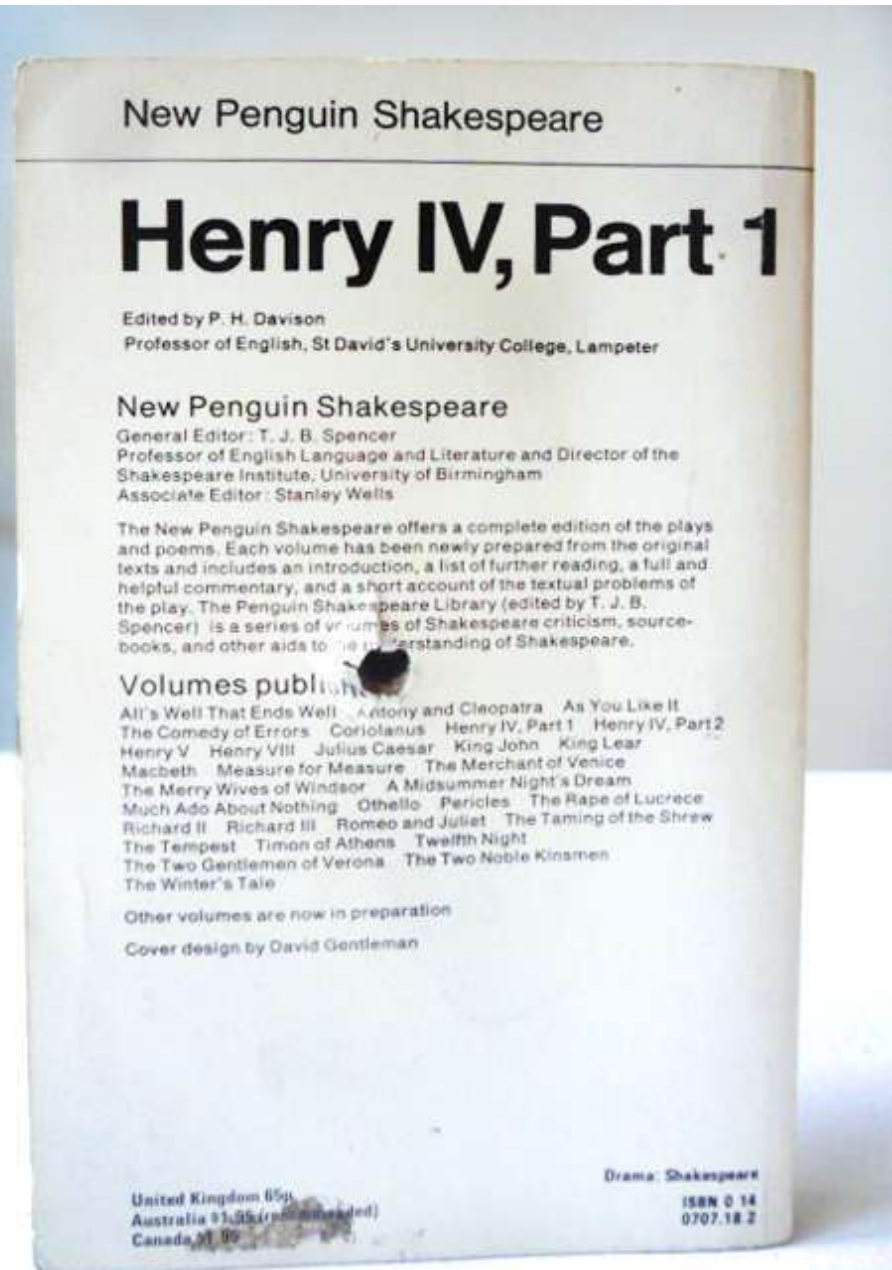 New Penguin Shakespeare
Henry IV, Part 1
Edited by P. H. Davison
Professor of English, St David's University College, Lampeter
New Penguin Shakespeare
General Editor: T. J. B. Spencer
Professor of English Language and Literature and Director of the
Shakespeare Institute, University of Birmingham
Associate Editor: Stanley Wells
The New Penguin Shakespeare offers a complete edition of the plays
and poems. Each volume has been newly prepared from the original
texts and includes an introduction, a list of further reading, a full and
helpful commentary, and a short account of the textual problems of
the play. The Penguin Shakespeare Library (edited by T. J. B.
Spencer) is a series of volumes of Shakespeare criticism, source-
books, and other aids to understanding of Shakespeare.
Volumes
All's Well That Ends Well Antony and Cleopatra As You Like It
The Comedy of Errors Coriolanus Henry IV, Part 1 Henry IV, Part 2
Henry V Henry VIII Julius Caesar King John King Lear
Macbeth Measure for Measure The Merchant of Venice
The Merry Wives of Windsor A Midsummer Night's Dream
Much Ado About Nothing Othello Pericles The Rape of Lucrece
Richard II Richard III Romeo and Juliet The Taming of the Shrew
The Tempest Timon of Athens Twelfth Night
The Two Gentlemen of Verona The Two Noble Kinsmen
The Winter's Tale
Other volumes are now in preparation
Cover design by David Gentleman
Drama: Shakespeare
United Kingdom 65p
Australia $1.95 (recommended)
Canada
ISBN 0 14
0707.18 2